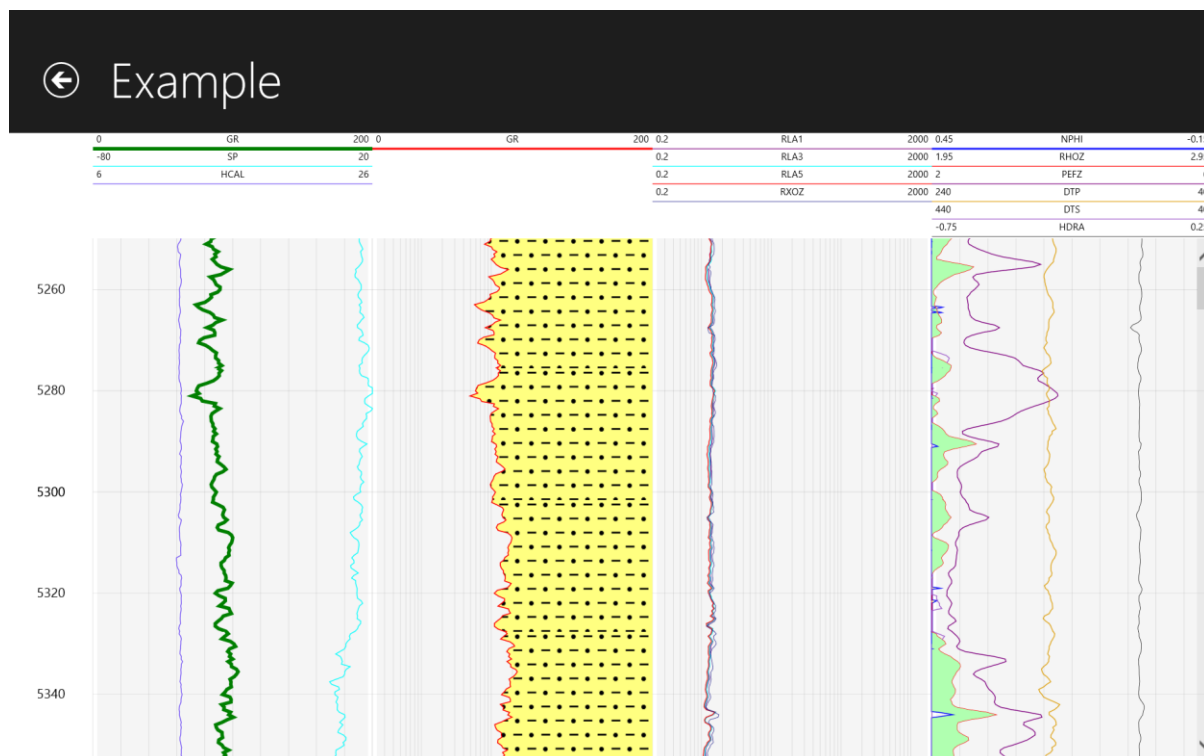 Example
0 GR 200 0 GR 200 0.2 RLA1 2000 0.45 NPHI
-80 SP 20 0.2 RLA3 2000 1.95 RHOZ
6 HCAL 26 0.2 RLA5 2000 2 PEFZ
0.2 RXOZ 2000 240 DTP
440 DTS
-0.75 HDRA
5260
5280
5300
5320
5340